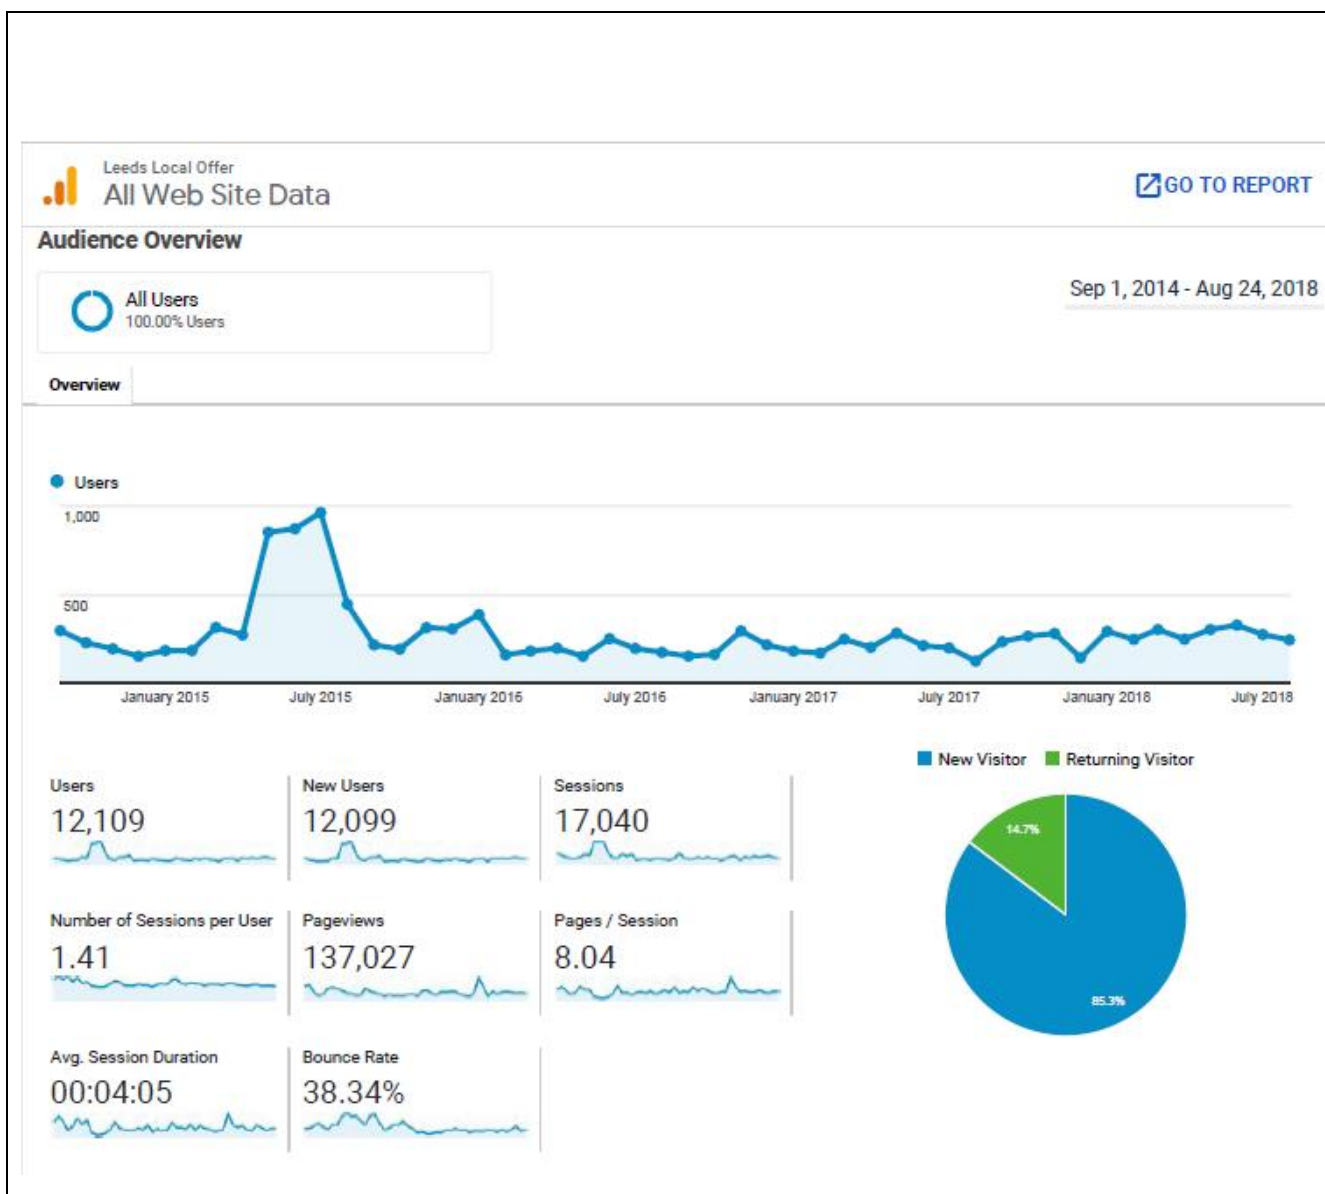 Leeds Local Offer
All Web Site Data
GO TO REPORT
Audience Overview
All Users
100.00% Users
Sep 1, 2014 - Aug 24, 2018
Overview
Users
1,000
500
January 2015 July 2015 January 2016 July 2016 January 2017 July 2017 January 2018 July 2018
New Visitor Returning Visitor
Users
12,109
New Users
12,099
Sessions
17,040
14.7%
85.3%
Number of Sessions per User
1.41
Pageviews
137,027
Pages / Session
8.04
Avg. Session Duration
00:04:05
Bounce Rate
38.34%